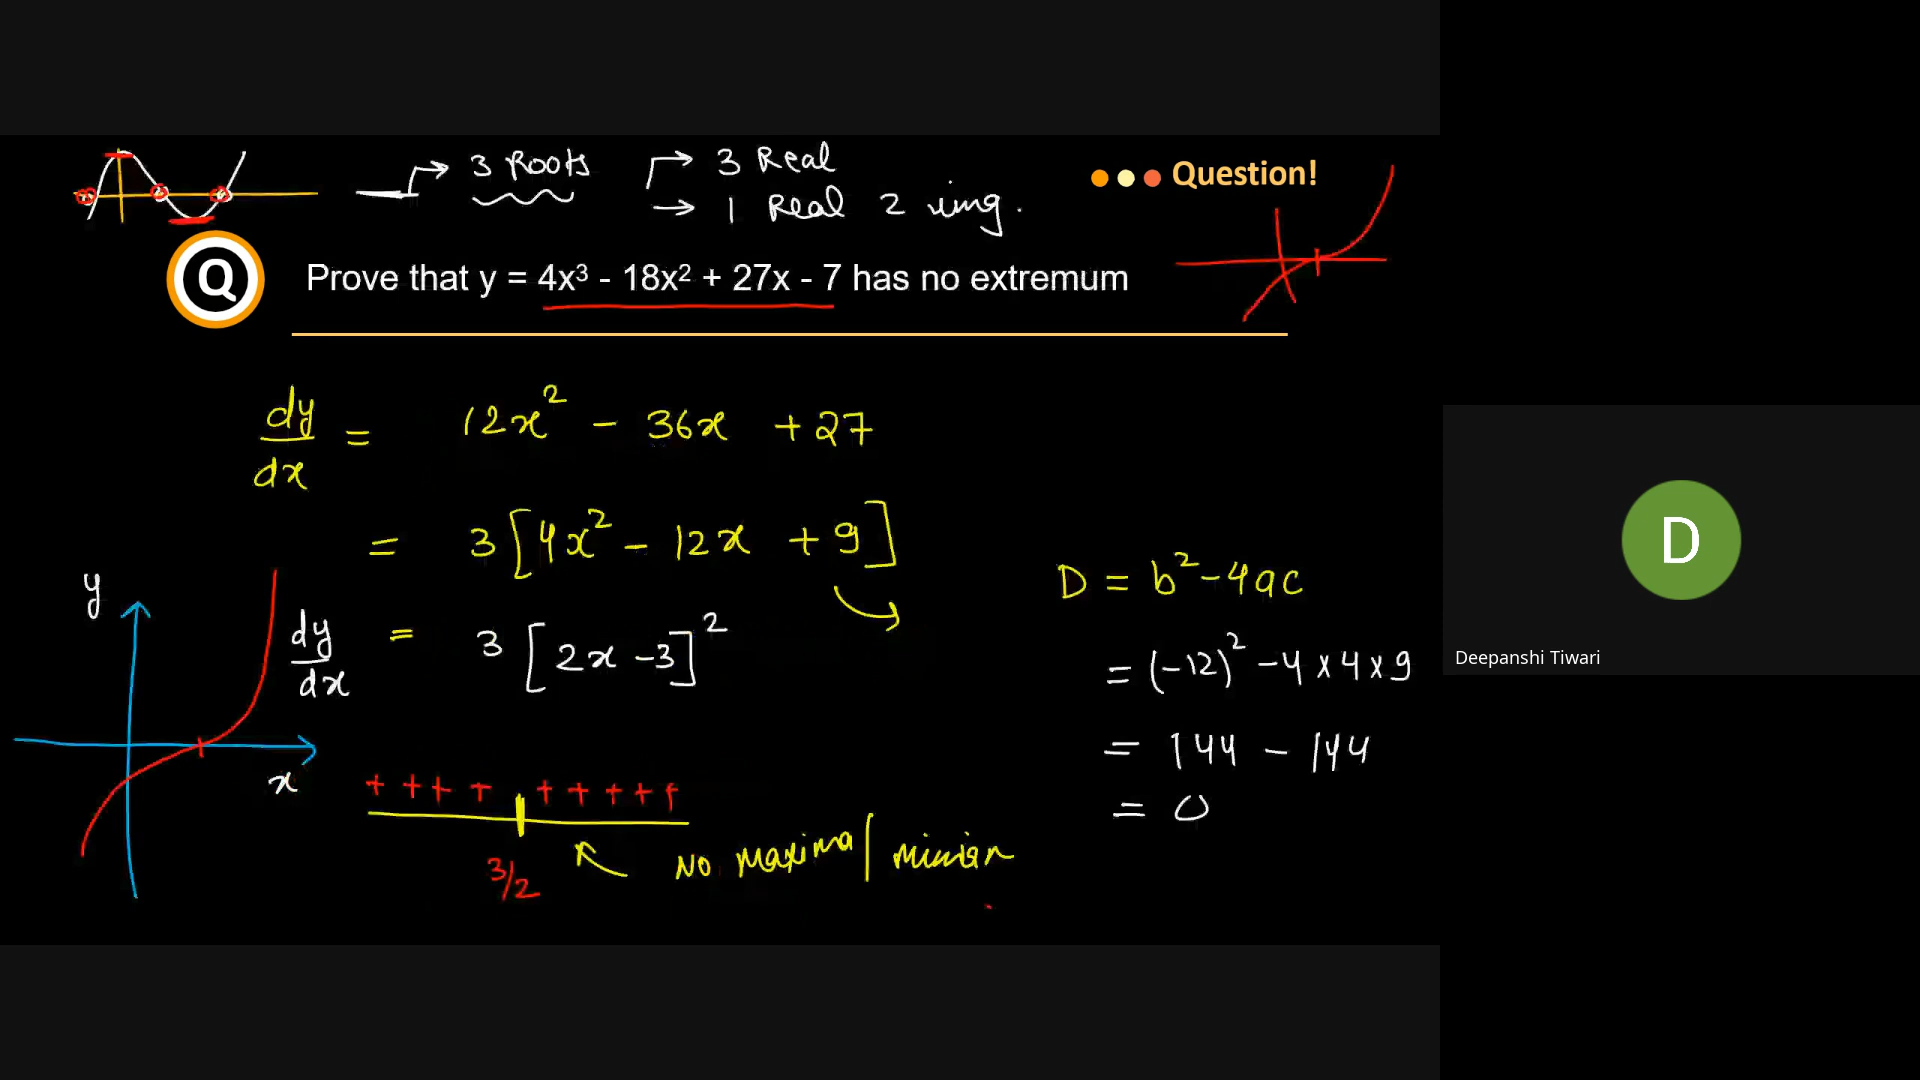 3 Roots
3 Real
1 Real 2 img.
Question!
Q Prove that y = 4x³ - 18x² + 27x - 7 has no extremum
dy/dx = 12x² - 36x + 27
= 3[4x² - 12x + 9]
dy/dx = 3[2x - 3]²
y
x
+ + + + + + + + +
3/2
No maxima/
D = b² - 4ac
= (-12)² - 4 × 4 × 9
= 144 - 144
= 0
D
Deepanshi Tiwari